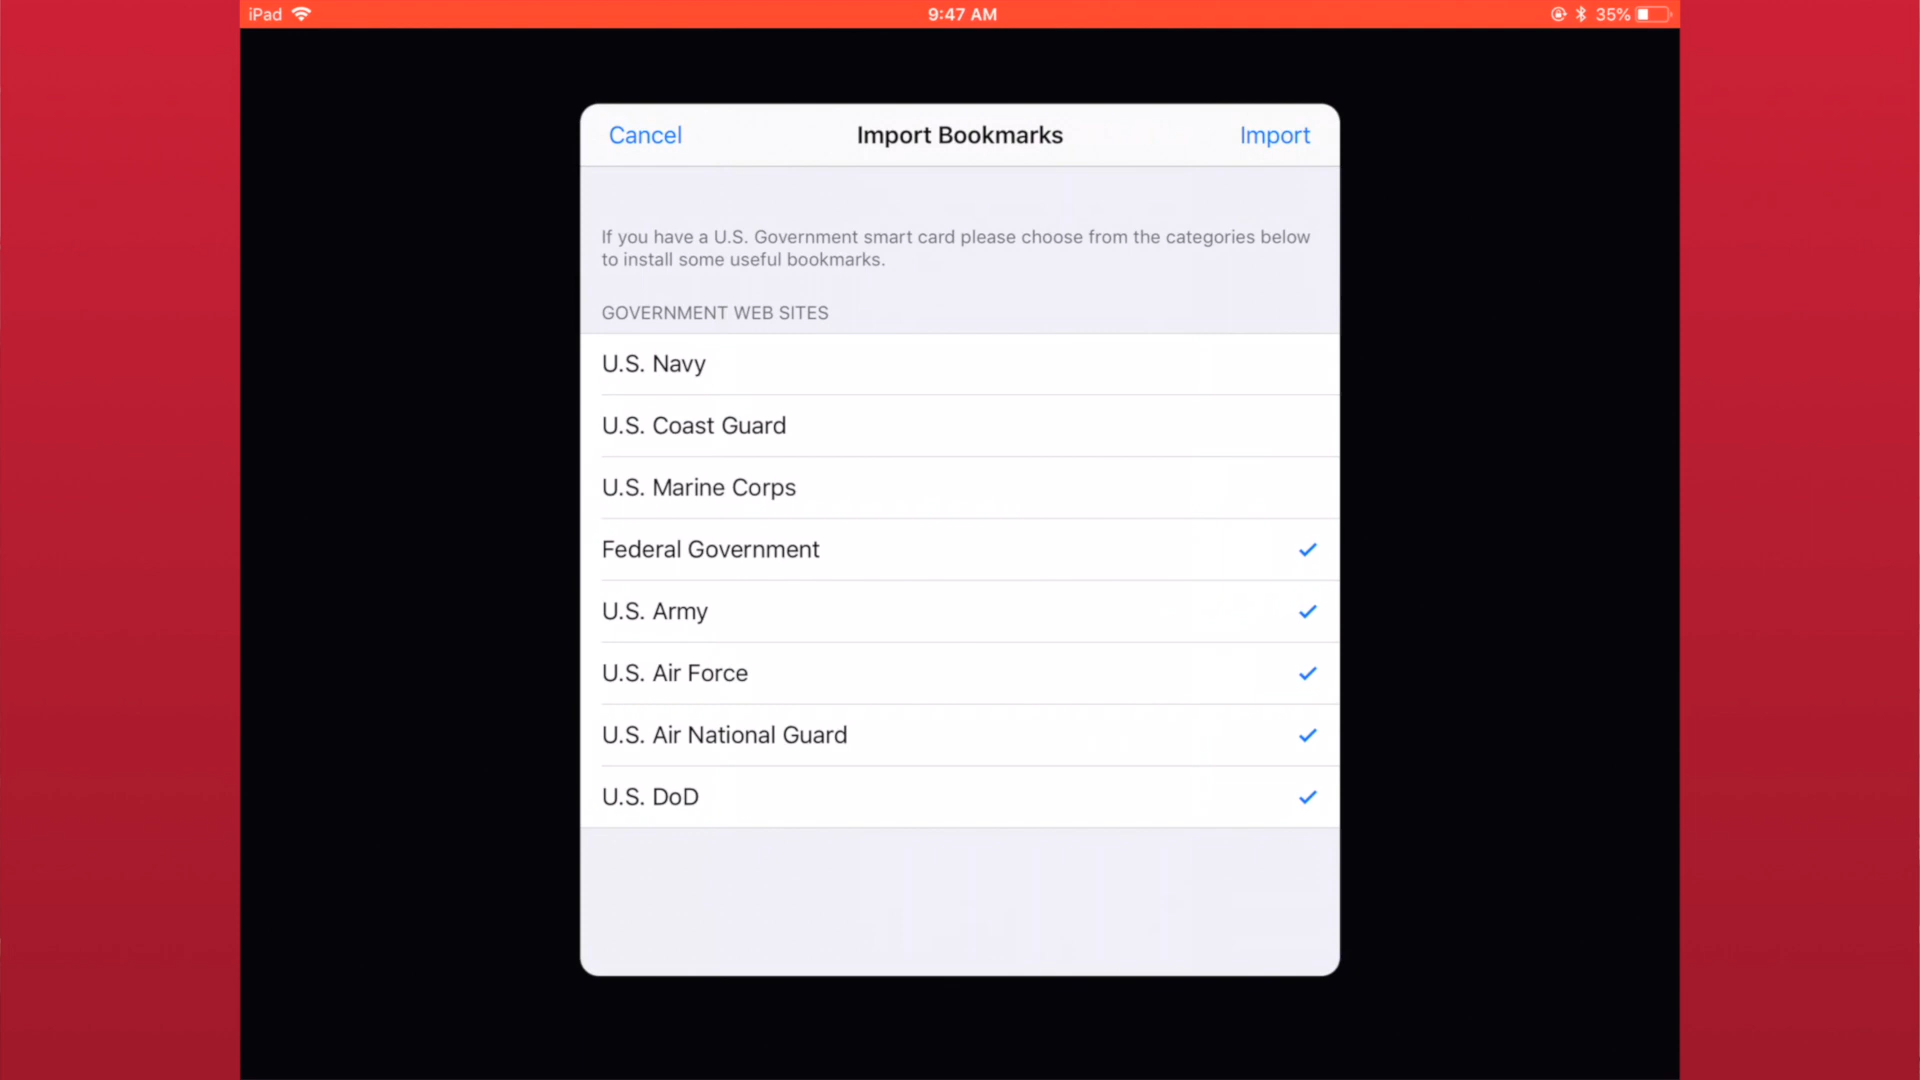 iPad
9:47 AM
35%
Cancel
Import Bookmarks
Import
If you have a U.S. Government smart card please choose from the categories below
to install some useful bookmarks.
GOVERNMENT WEB SITES
U.S. Navy
U.S. Coast Guard
U.S. Marine Corps
Federal Government
U.S. Army
U.S. Air Force
U.S. Air National Guard
U.S. DoD